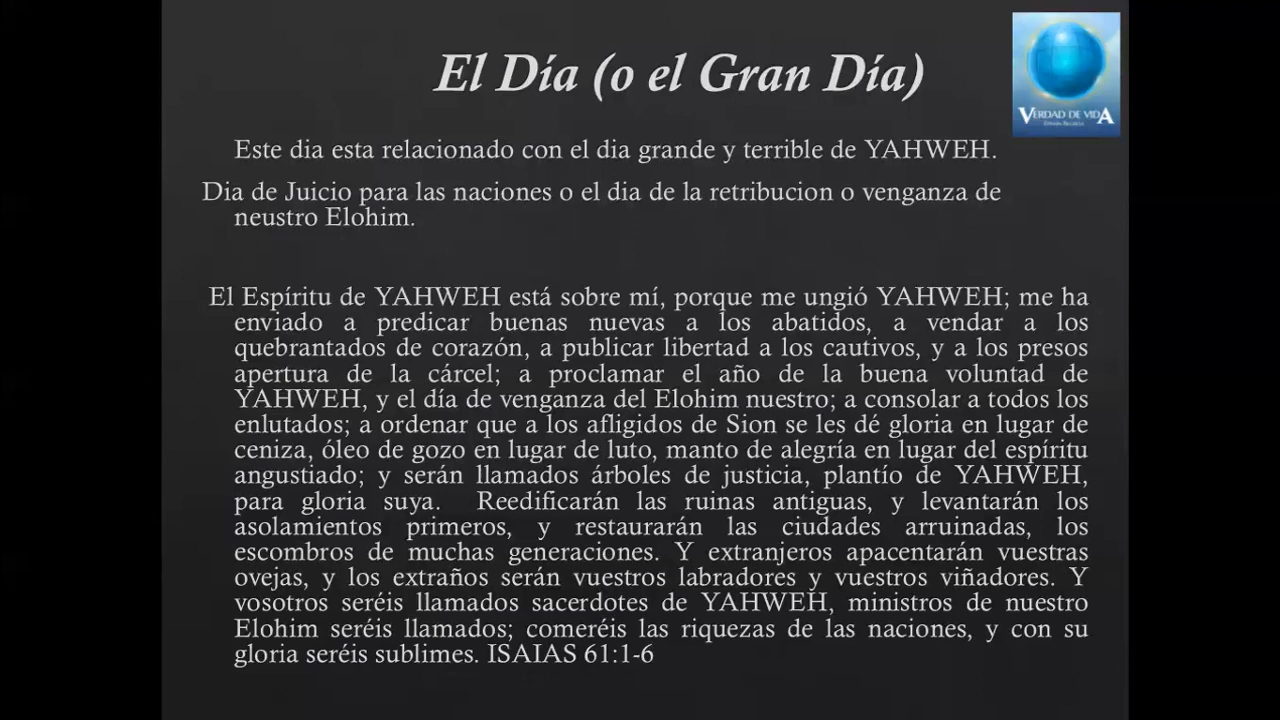 El Día (o el Gran Día)
VERDAD DE VIDA
Este dia esta relacionado con el dia grande y terrible de YAHWEH.
Dia de Juicio para las naciones o el dia de la retribucion o venganza de
neustro Elohim.
El Espíritu de YAHWEH está sobre mí, porque me ungió YAHWEH; me ha
enviado a predicar buenas nuevas a los abatidos, a vendar a los
quebrantados de corazón, a publicar libertad a los cautivos, y a los presos
apertura de la cárcel; a proclamar el año de la buena voluntad de
YAHWEH, y el día de venganza del Elohim nuestro; a consolar a todos los
enlutados; a ordenar que a los afligidos de Sion se les dé gloria en lugar de
ceniza, óleo de gozo en lugar de luto, manto de alegría en lugar del espíritu
angustiado; y serán llamados árboles de justicia, plantío de YAHWEH,
para gloria suya. Reedificarán las ruinas antiguas, y levantarán los
asolamientos primeros, y restaurarán las ciudades arruinadas, los
escombros de muchas generaciones. Y extranjeros apacentarán vuestras
ovejas, y los extraños serán vuestros labradores y vuestros viñadores. Y
vosotros seréis llamados sacerdotes de YAHWEH, ministros de nuestro
Elohim seréis llamados; comeréis las riquezas de las naciones, y con su
gloria seréis sublimes. ISAIAS 61:1-6